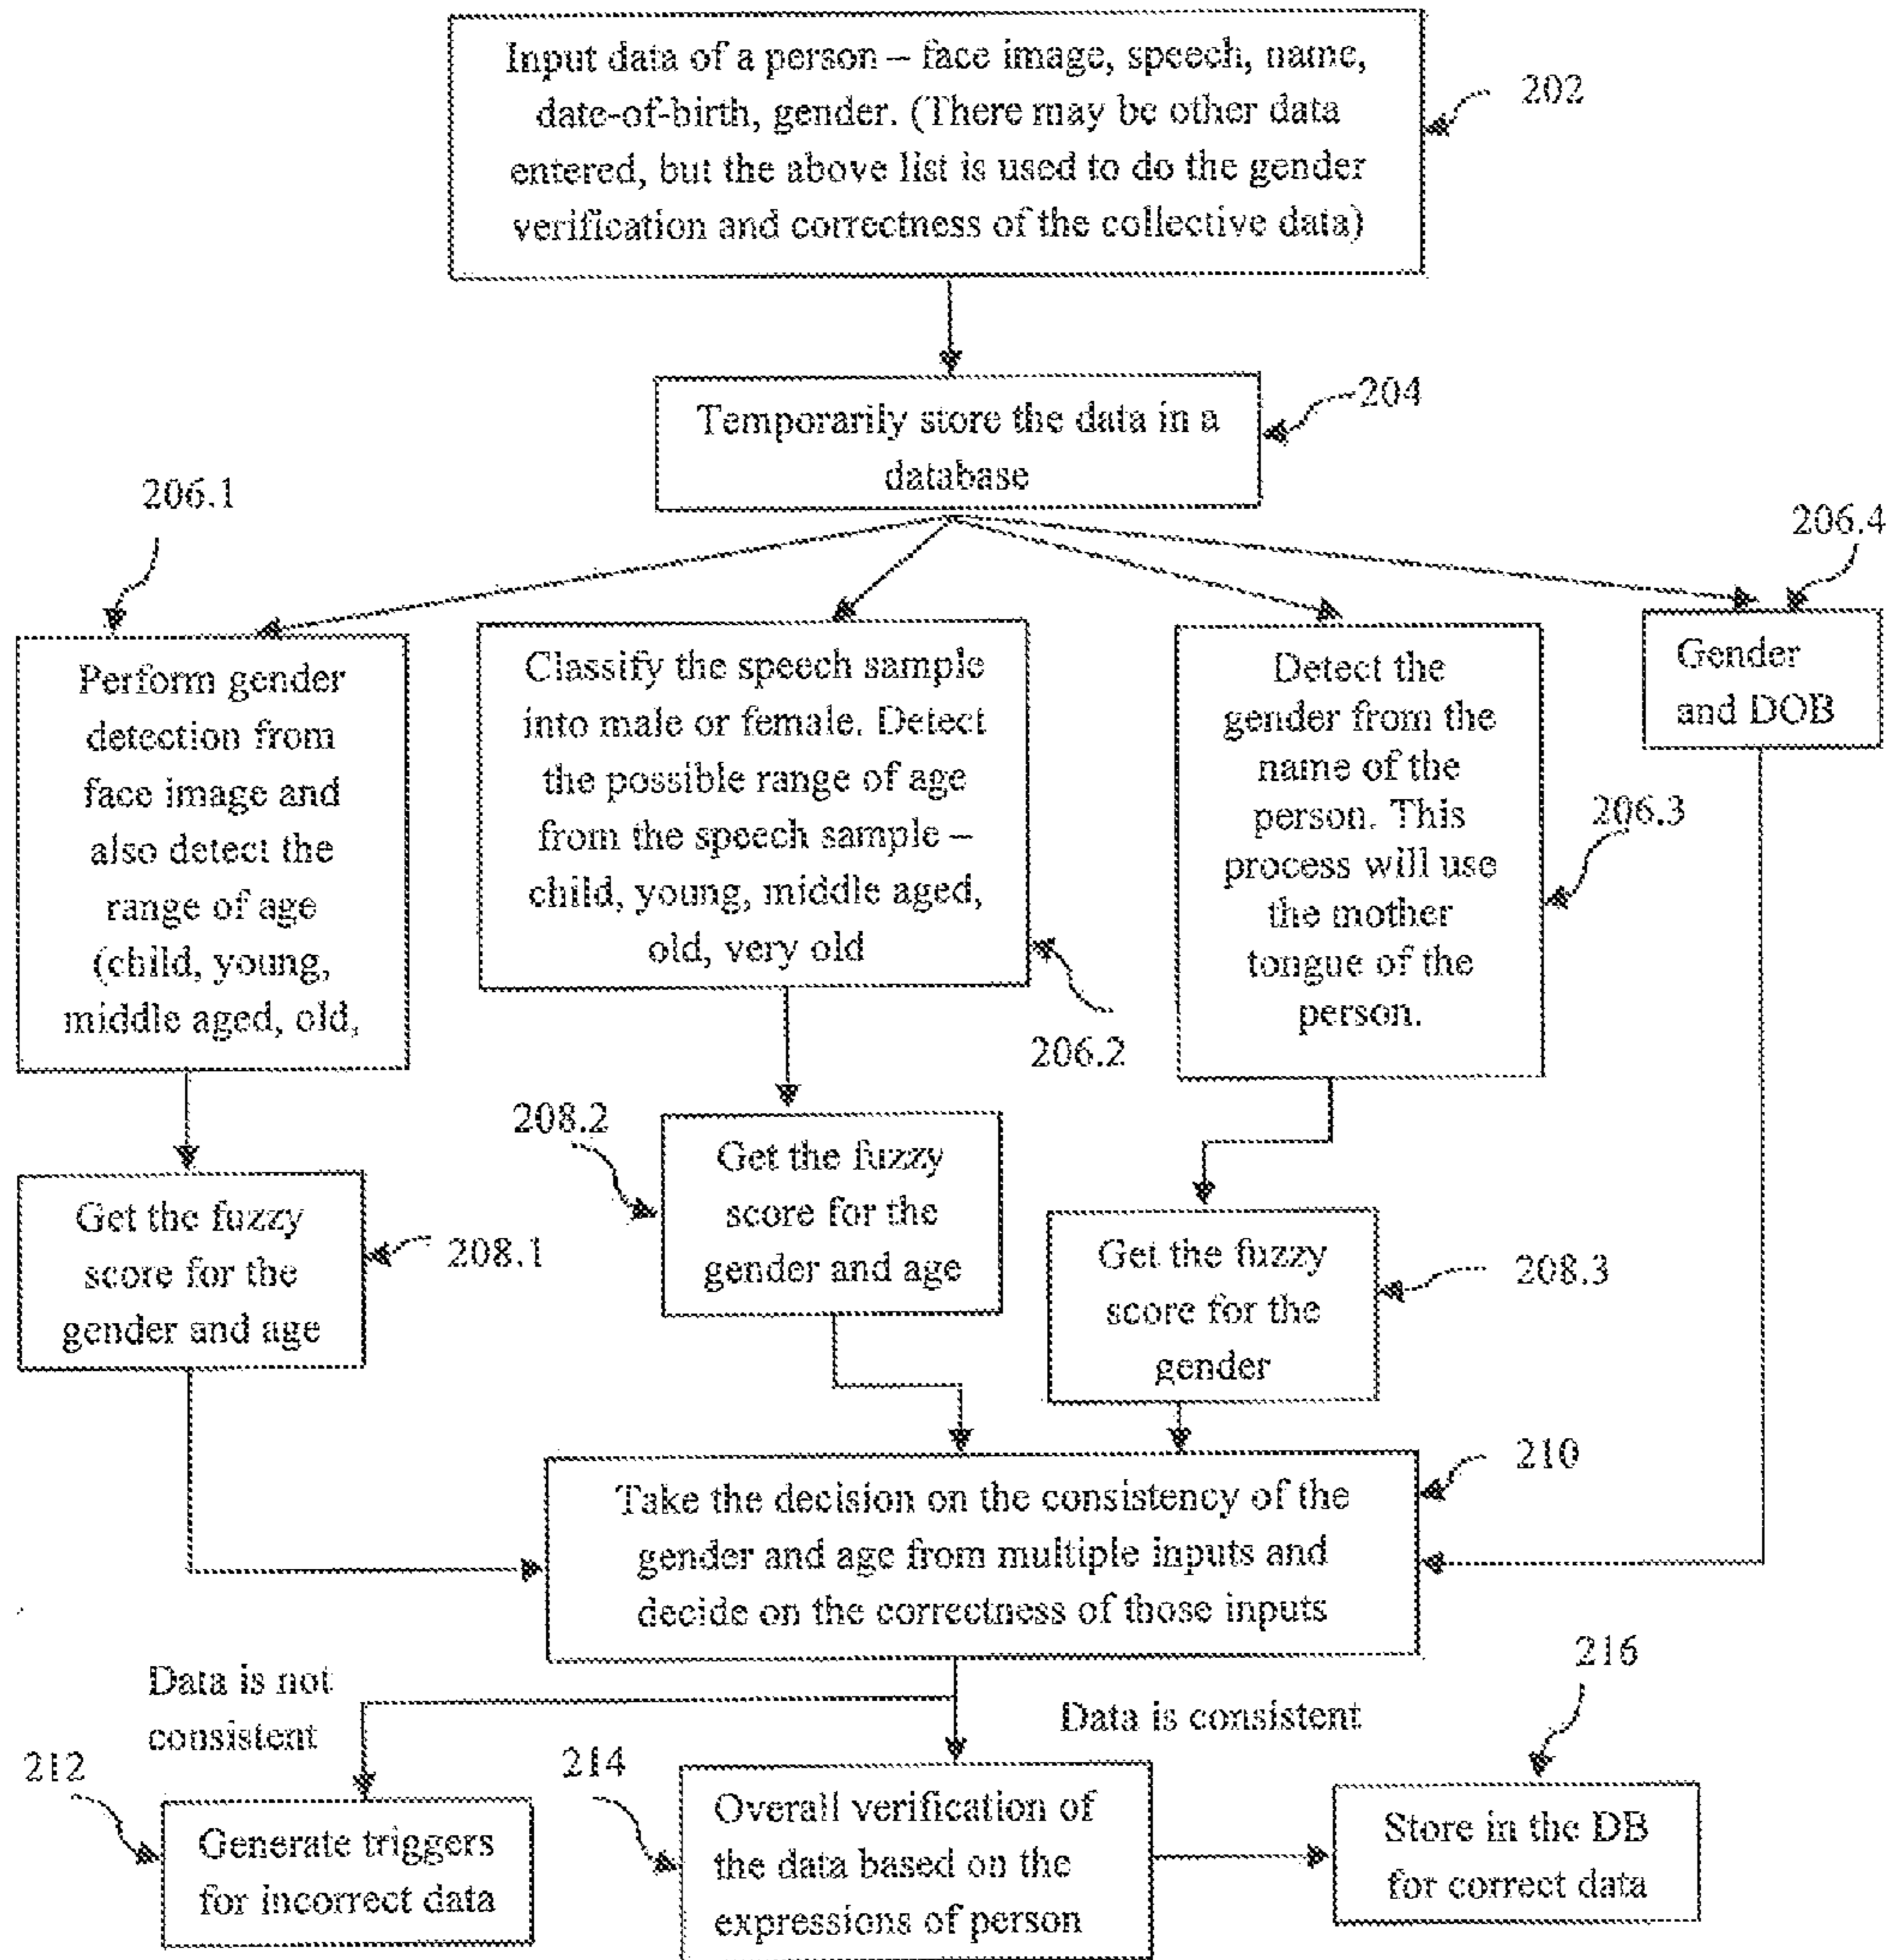 Input data of a person – face image, speech, name,
date-of-birth, gender. (There may be other data
entered, but the above list is used to do the gender
verification and correctness of the collective data)
202
Temporarily store the data in a
database
204
206.1
206.4
Perform gender
detection from
face image and
also detect the
range of age
(child, young,
middle aged, old,
Classify the speech sample
into male or female. Detect
the possible range of age
from the speech sample –
child, young, middle aged,
old, very old
206.2
Detect the
gender from the
name of the
person. This
process will use
the mother
tongue of the
person.
206.3
Gender
and DOB
Get the fuzzy
score for the
gender and age
208.1
208.2
Get the fuzzy
score for the
gender and age
Get the fuzzy
score for the
gender
208.3
Take the decision on the consistency of the
gender and age from multiple inputs and
decide on the correctness of those inputs
210
Data is not
consistent
Data is consistent
212
Generate triggers
for incorrect data
214
Overall verification of
the data based on the
expressions of person
216
Store in the DB
for correct data